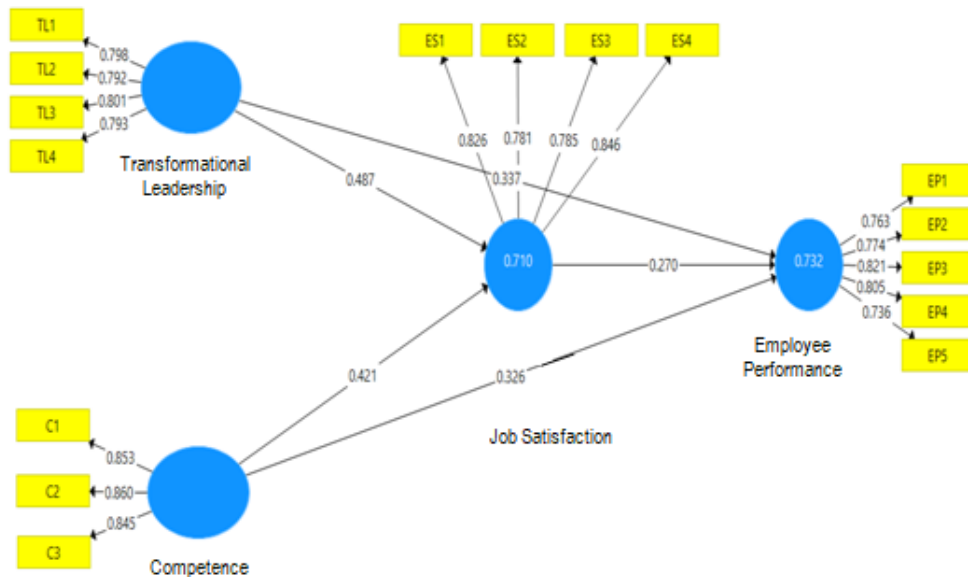 TL1
TL2
TL3
TL4
0.798
0.792
0.801
0.793
Transformational
Leadership
ES1
ES2
ES3
ES4
0.826
0.781
0.785
0.846
0.487
0.337
0.710
0.270
0.732
EP1
EP2
EP3
EP4
EP5
0.763
0.774
0.821
0.805
0.736
Employee
Performance
0.421
0.326
Job Satisfaction
C1
C2
C3
0.853
0.860
0.845
Competence